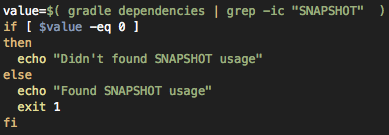 value=$( gradle dependencies | grep -ic "SNAPSHOT"  )
if [ $value -eq 0 ]
then
  echo "Didn't found SNAPSHOT usage"
else
  echo "Found SNAPSHOT usage"
  exit 1
fi